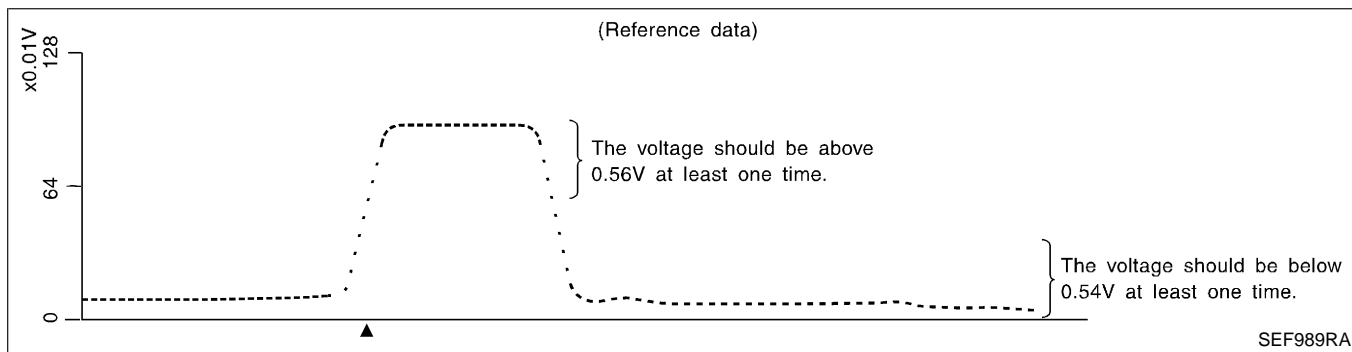 (Reference data)
x0.01V
128
64
0
The voltage should be above
0.56V at least one time.
The voltage should be below
0.54V at least one time.
SEF989RA